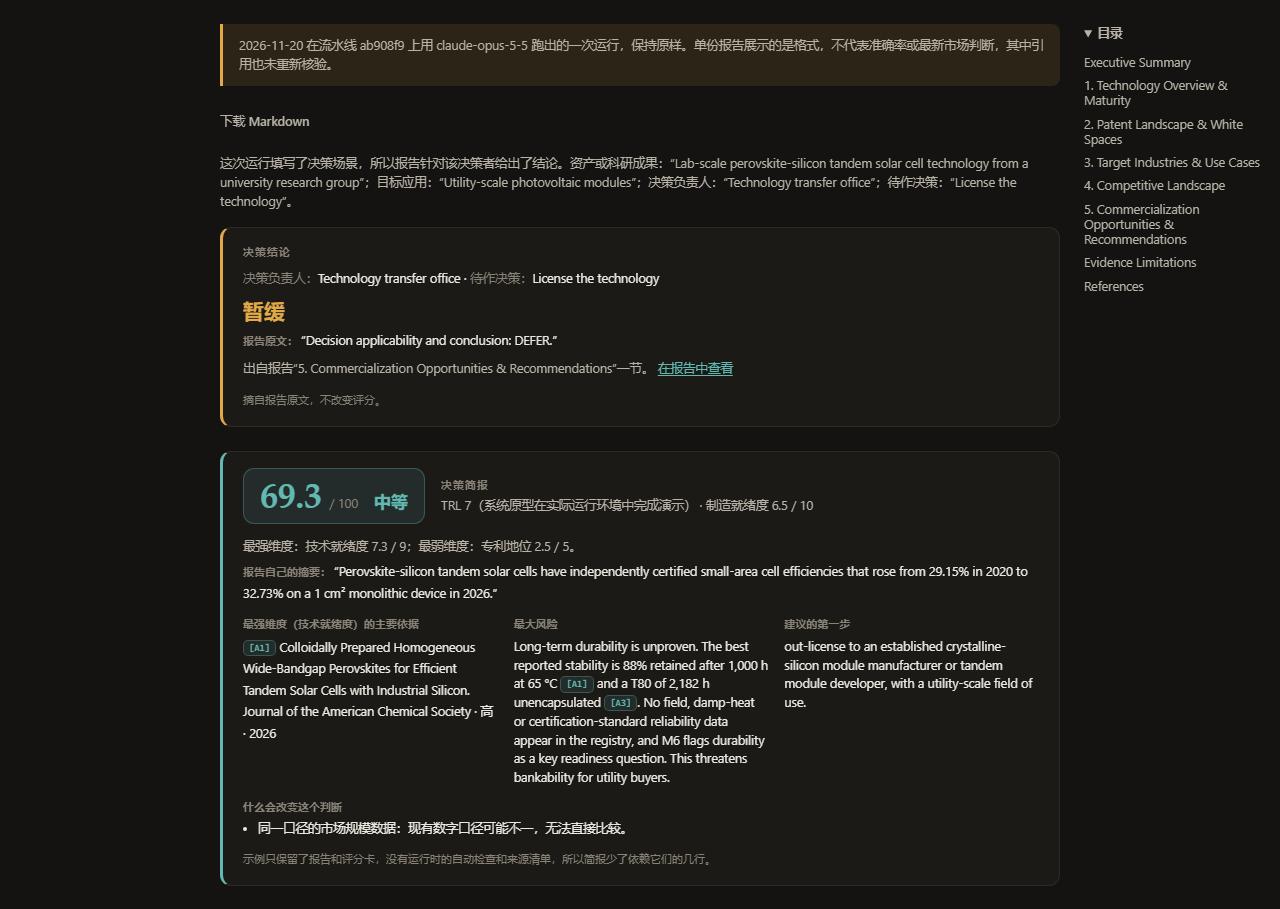 2026-11-20 在流水线 ab908f9 上用 claude-opus-5-5 跑出的一次运行，保持原样。单份报告展示的是格式，不代表准确率或最新市场判断，其中引
用也未重新核验。
下载 Markdown
这次运行填写了决策场景，所以报告针对该决策者给出了结论。资产或科研成果：“Lab-scale perovskite-silicon tandem solar cell technology from a
university research group”；目标应用：“Utility-scale photovoltaic modules”；决策负责人：“Technology transfer office”；待作决策：“License the
technology”。
决策结论
决策负责人：Technology transfer office · 待作决策：License the technology
暂缓
报告原文： “Decision applicability and conclusion: DEFER.”
出自报告“5. Commercialization Opportunities & Recommendations”一节。 在报告中查看
摘自报告原文，不改变评分。
69.3 / 100 中等
决策简报
TRL 7（系统原型在实际运行环境中完成演示） · 制造就绪度 6.5 / 10
最强维度：技术就绪度 7.3 / 9；最弱维度：专利地位 2.5 / 5。
报告自己的摘要： “Perovskite-silicon tandem solar cells have independently certified small-area cell efficiencies that rose from 29.15% in 2020 to
32.73% on a 1 cm² monolithic device in 2026.”
最强维度（技术就绪度）的主要依据
[A1] Colloidally Prepared Homogeneous
Wide-Bandgap Perovskites for Efficient
Tandem Solar Cells with Industrial Silicon.
Journal of the American Chemical Society · 高
· 2026
最大风险
Long-term durability is unproven. The best
reported stability is 88% retained after 1,000 h
at 65 °C [A1] and a T80 of 2,182 h
unencapsulated [A3]. No field, damp-heat
or certification-standard reliability data
appear in the registry, and M6 flags durability
as a key readiness question. This threatens
bankability for utility buyers.
建议的第一步
out-license to an established crystalline-
silicon module manufacturer or tandem
module developer, with a utility-scale field of
use.
什么会改变这个判断
• 同一口径的市场规模数据：现有数字口径可能不一，无法直接比较。
示例只保留了报告和评分卡，没有运行时的自动检查和来源清单，所以简报少了依赖它们的几行。
▼ 目录
Executive Summary
1. Technology Overview &
Maturity
2. Patent Landscape & White
Spaces
3. Target Industries & Use Cases
4. Competitive Landscape
5. Commercialization
Opportunities &
Recommendations
Evidence Limitations
References